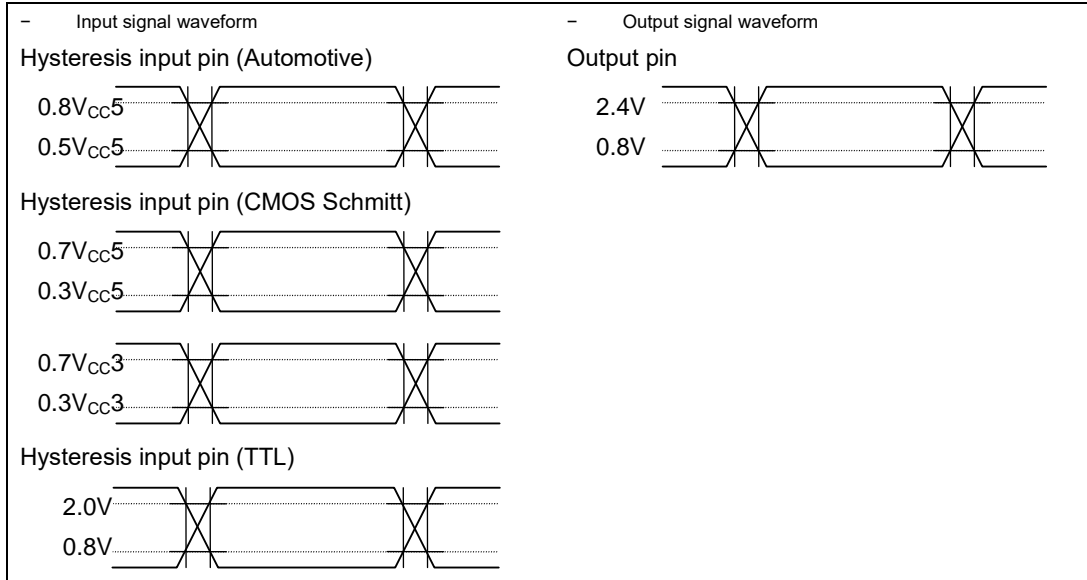 − Input signal waveform
Hysteresis input pin (Automotive)
0.8VCC5
0.5VCC5
Hysteresis input pin (CMOS Schmitt)
0.7VCC5
0.3VCC5
0.7VCC3
0.3VCC3
Hysteresis input pin (TTL)
2.0V
0.8V
− Output signal waveform
Output pin
2.4V
0.8V